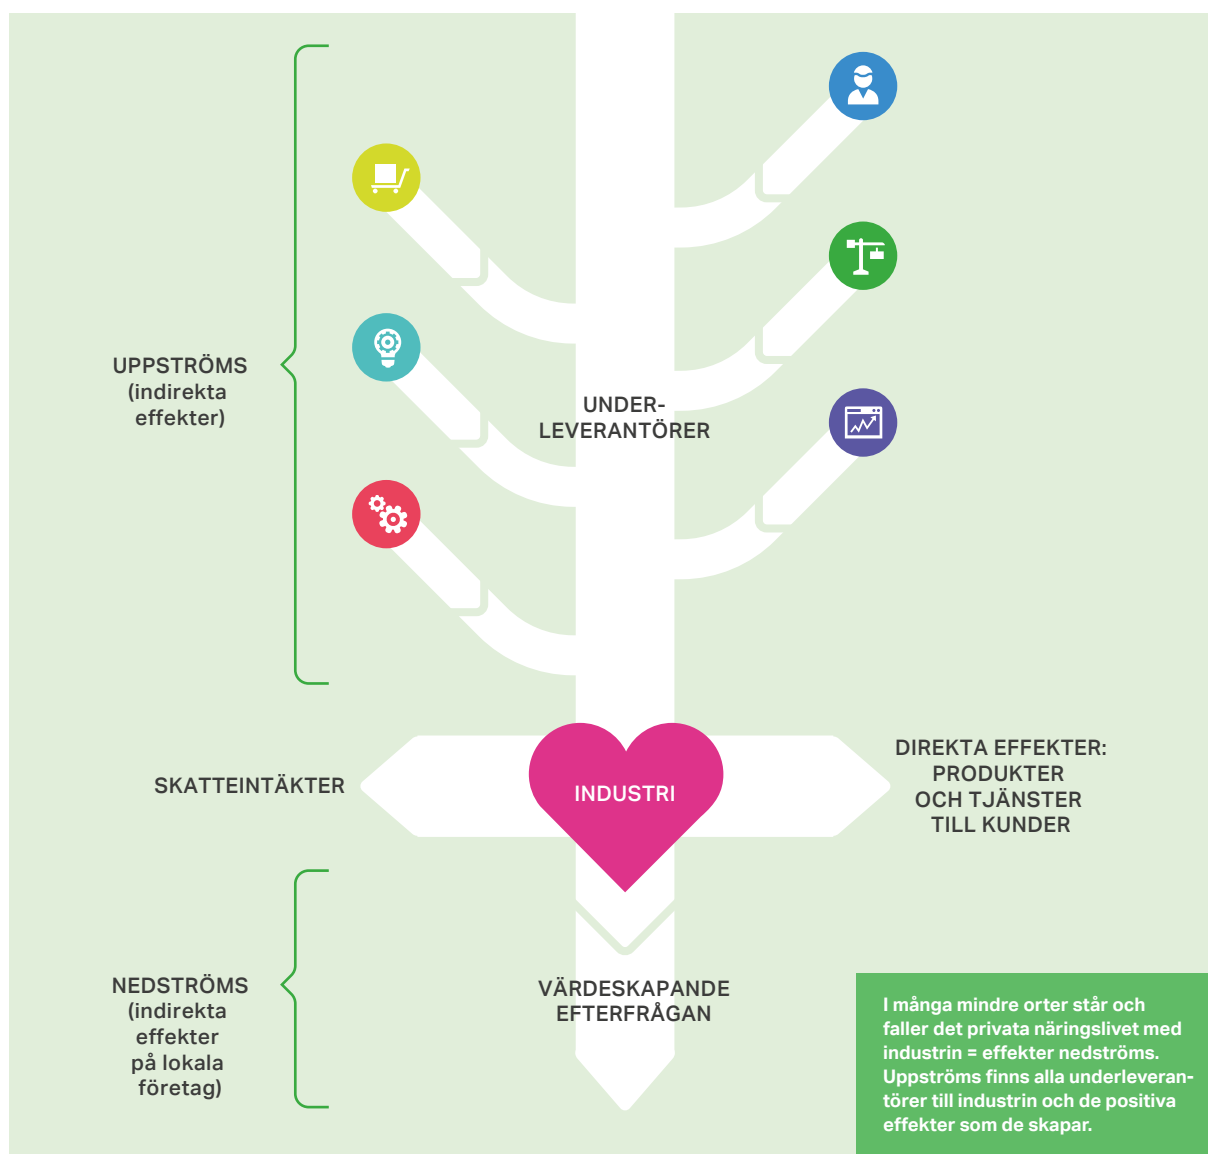 UPPSTRÖMS
(indirekta
effekter)
UNDER-
LEVERANTÖRER
SKATTEINTÄKTER
INDUSTRI
DIREKTA EFFEKTER:
PRODUKTER
OCH TJÄNSTER
TILL KUNDER
NEDSTRÖMS
(indirekta
effekter
på lokala
företag)
VÄRDESKAPANDE
EFTERFRÅGAN
I många mindre orter står och
faller det privata näringslivet med
industrin = effekter nedströms.
Uppströms finns alla underleveran-
törer till industrin och de positiva
effekter som de skapar.